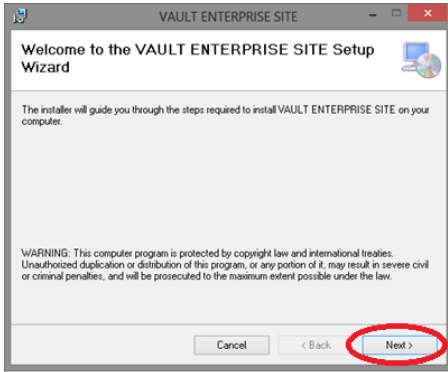 VAULT ENTERPRISE SITE
Welcome to the VAULT ENTERPRISE SITE Setup
Wizard
The installer will guide you through the steps required to install VAULT ENTERPRISE SITE on your
computer.
WARNING: This computer program is protected by copyright law and international treaties.
Unauthorized duplication or distribution of this program, or any portion of it, may result in severe civil
or criminal penalties, and will be prosecuted to the maximum extent possible under the law.
Cancel < Back Next >